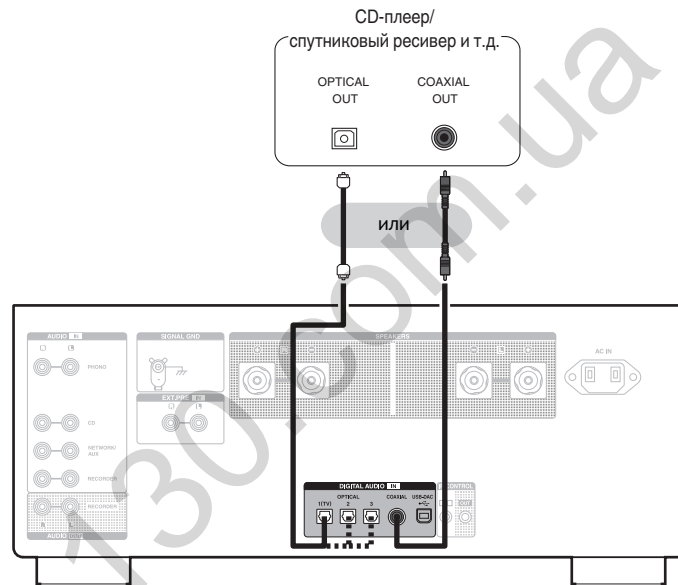 CD-плеер/
спутниковый ресивер и т.д.
OPTICAL OUT
COAXIAL OUT
или
AUDIO IN
SIGNAL GND
SPEAKERS
AC IN
PHONO
EXT.PRE IN
CD
NETWORK/
AUX
RECORDER
RECORDER
R L
AUDIO OUT
DIGITAL AUDIO IN
OPTICAL
COAXIAL
USB-DAC
1(TV) 2 3
CONTROL
OUT
130.com.ua